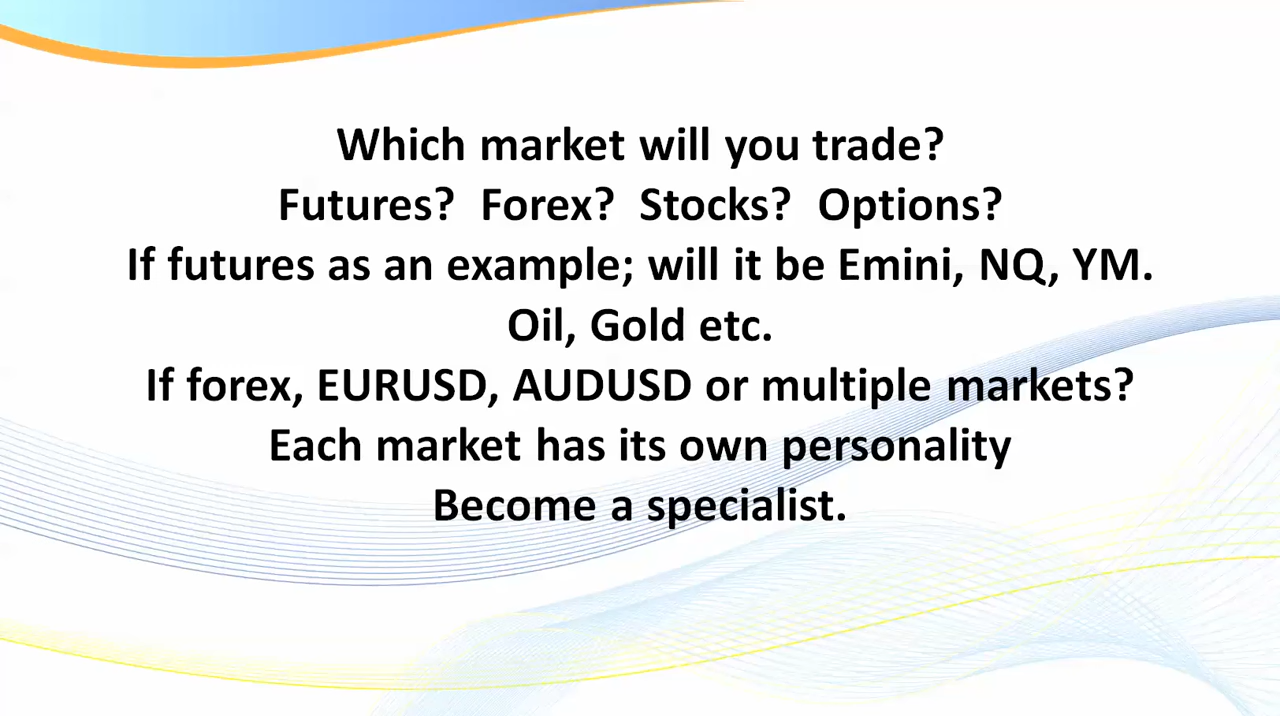 Which market will you trade?
Futures? Forex? Stocks? Options?
If futures as an example; will it be Emini, NQ, YM.
Oil, Gold etc.
If forex, EURUSD, AUDUSD or multiple markets?
Each market has its own personality
Become a specialist.